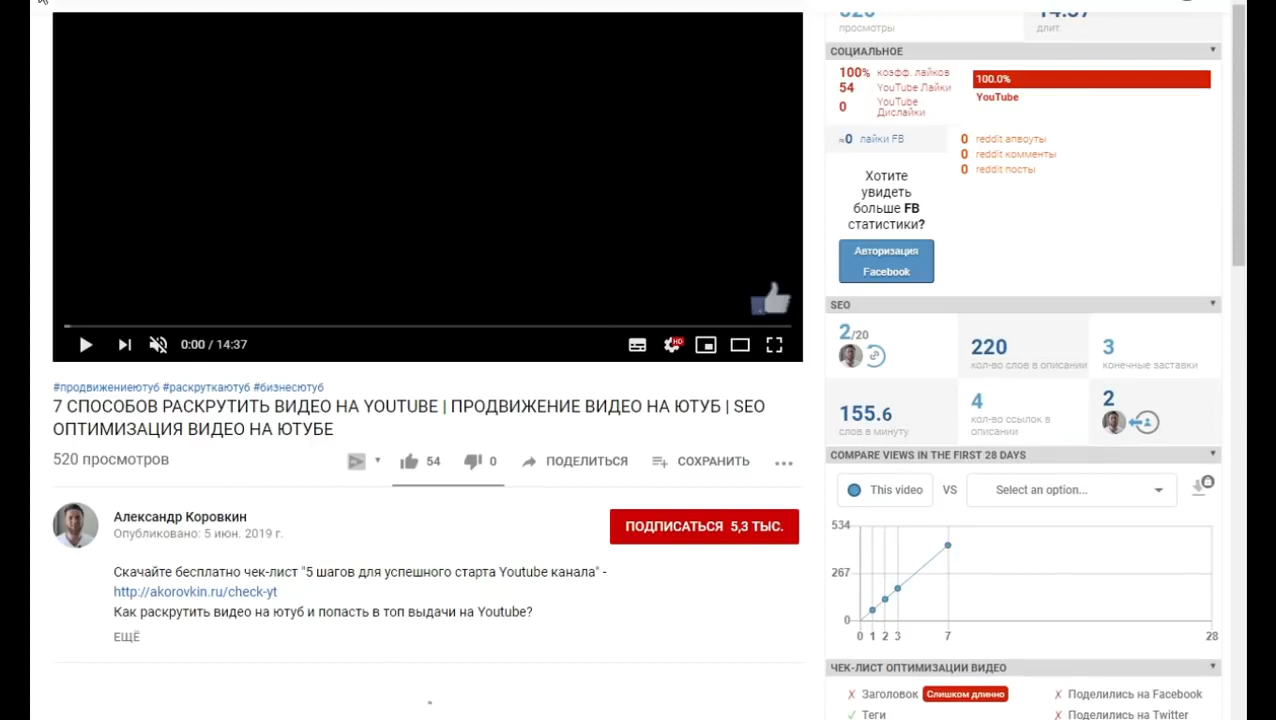 просмотры
длит.
СОЦИАЛЬНОЕ
100% коэфф. лайков
54 YouTube Лайки
0 YouTube
Дислайки
100.0%
YouTube
≈0 лайки FB
0 reddit апвоуты
0 reddit комменты
0 reddit посты
Хотите
увидеть
больше FB
статистики?
Авторизация
Facebook
SEO
2/20
220
кол-во слов в описании
3
конечные заставки
155.6
слов в минуту
4
кол-во ссылок в
описании
2
COMPARE VIEWS IN THE FIRST 28 DAYS
This video VS Select an option...
534
267
0
0 1 2 3 7 28
ЧЕК-ЛИСТ ОПТИМИЗАЦИИ ВИДЕО
✗ Заголовок Слишком длинно
✗ Поделились на Facebook
✓ Теги
✗ Поделились на Twitter
0:00 / 14:37
HD
#продвижениеютуб #раскруткаютуб #бизнесютуб
7 СПОСОБОВ РАСКРУТИТЬ ВИДЕО НА YOUTUBE | ПРОДВИЖЕНИЕ ВИДЕО НА ЮТУБ | SEO
ОПТИМИЗАЦИЯ ВИДЕО НА ЮТУБЕ
520 просмотров
54 0 ПОДЕЛИТЬСЯ СОХРАНИТЬ ...
Александр Коровкин
Опубликовано: 5 июн. 2019 г.
ПОДПИСАТЬСЯ 5,3 ТЫС.
Скачайте бесплатно чек-лист "5 шагов для успешного старта Youtube канала" -
http://akorovkin.ru/check-yt
Как раскрутить видео на ютуб и попасть в топ выдачи на Youtube?
ЕЩЁ